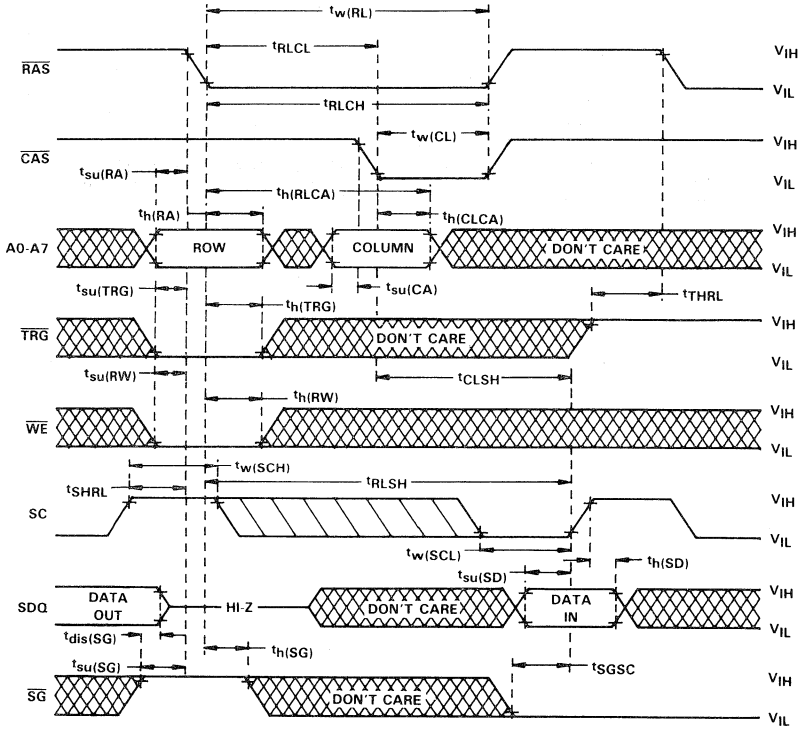 tw(RL)
tRLCL
RAS
VIH
VIL
tRLCH
tw(CL)
CAS
VIH
VIL
tsu(RA)
th(RLCA)
th(RA)
th(CLCA)
A0-A7
ROW
COLUMN
DON'T CARE
VIH
VIL
tsu(TRG)
th(TRG)
tsu(CA)
tTHRL
TRG
DON'T CARE
VIH
VIL
tsu(RW)
th(RW)
tCLSH
WE
VIH
VIL
tw(SCH)
tSHRL
tRLSH
SC
VIH
VIL
tw(SCL)
tsu(SD)
th(SD)
SDQ
DATA OUT
HI-Z
DON'T CARE
DATA IN
VIH
VIL
tdis(SG)
tsu(SG)
th(SG)
tSGSC
SG
DON'T CARE
VIH
VIL